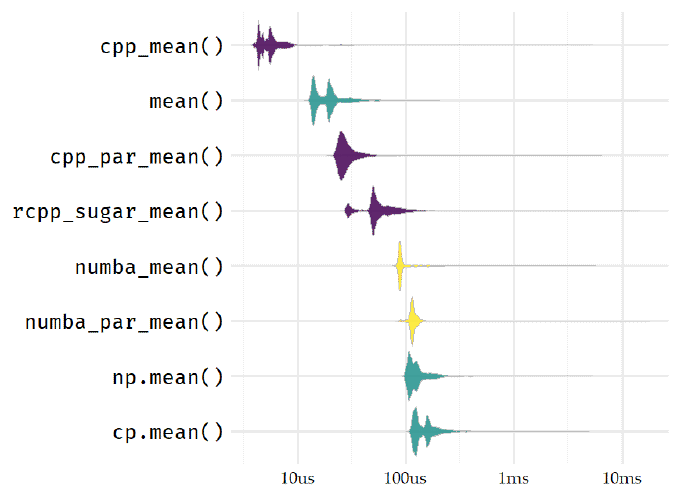 cpp_mean()
mean()
cpp_par_mean()
rcpp_sugar_mean()
numba_mean()
numba_par_mean()
np.mean()
cp.mean()
10us 100us 1ms 10ms